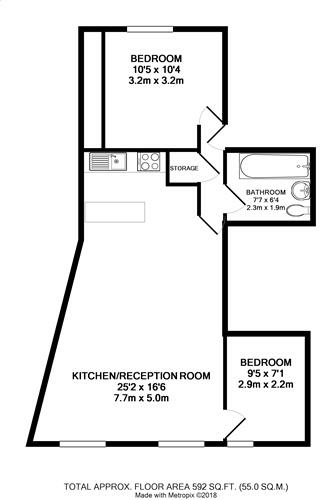 BEDROOM
10'5 x 10'4
3.2m x 3.2m
STORAGE
BATHROOM
7'7 x 6'4
2.3m x 1.9m
KITCHEN/RECEPTION ROOM
25'2 x 16'6
7.7m x 5.0m
BEDROOM
9'5 x 7'1
2.9m x 2.2m
TOTAL APPROX. FLOOR AREA 592 SQ.FT. (55.0 SQ.M.)
Made with Metropix ©2018